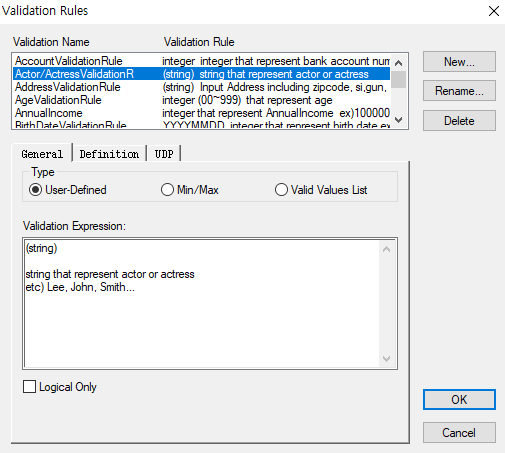 Validation Rules
Validation Name Validation Rule
AccountValidationRule integer integer that represent bank account num
Actor/ActressValidationR (string) string that represent actor or actress
AddressValidationRule (string) Input Address including zipcode, si,gun,
AgeValidationRule integer (00~999) that represent age
AnnualIncome integer that represent AnnualIncome ex)100000
BirthDateValidationRule YYYYMMDD integer that represent birth date ex
New...
Rename...
Delete
General Definition UDP
Type
User-Defined Min/Max Valid Values List
Validation Expression:
(string)
string that represent actor or actress
etc) Lee, John, Smith...
Logical Only
OK
Cancel